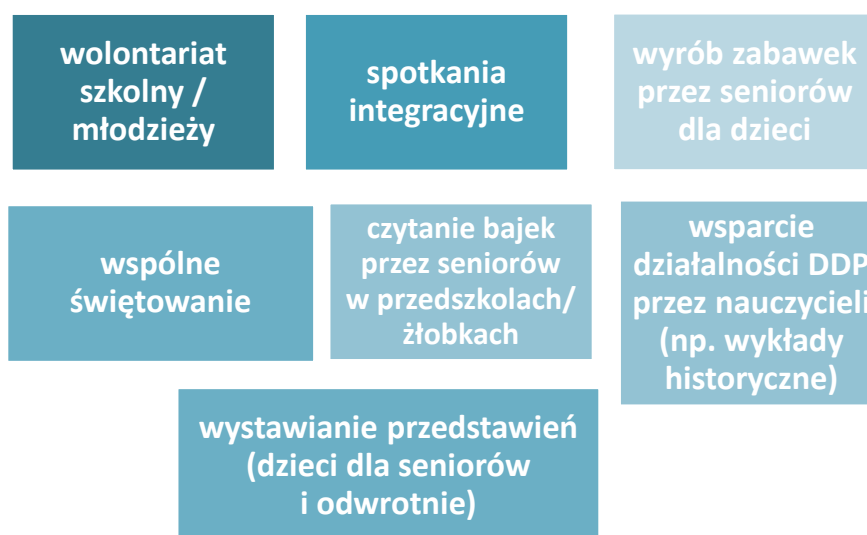 wolontariat
szkolny /
młodzieży
spotkania
integracyjne
wyrób zabawek
przez seniorów
dla dzieci
wspólne
świętowanie
czytanie bajek
przez seniorów
w przedszkolach/
żłobkach
wsparcie
działalności DDP
przez nauczycieli
(np. wykłady
historyczne)
wystawianie przedstawień
(dzieci dla seniorów
i odwrotnie)